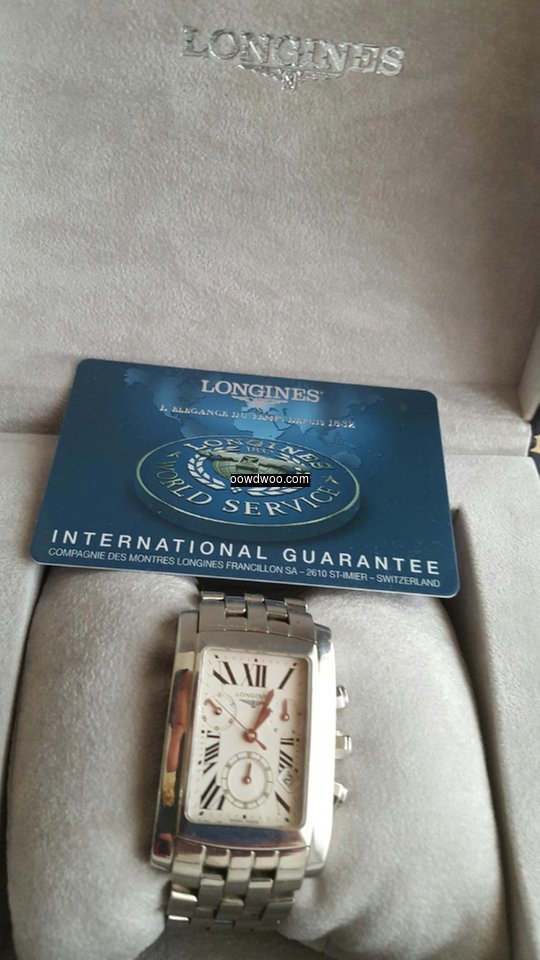 LONGINES
LONGINES
L'ELEGANCE DU TEMPS DEPUIS 1832
LONGINES
oowdwoo.com
WORLD SERVICE
INTERNATIONAL GUARANTEE
COMPAGNIE DES MONTRES LONGINES FRANCILLON SA – 2610 ST-IMIER – SWITZERLAND
XII
LONGINES